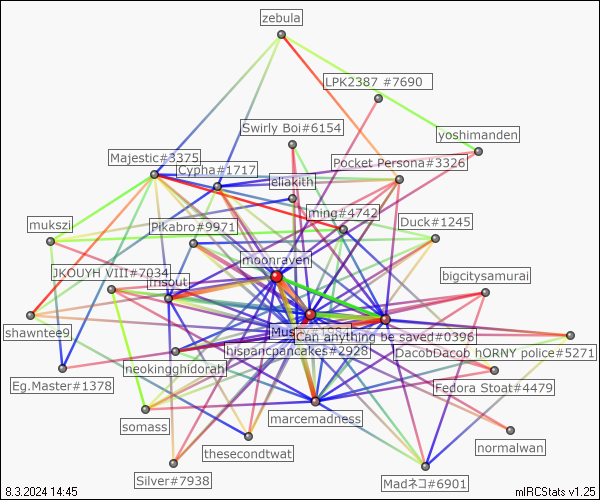 zebula
LPK2387 #7690
Swirly Boi#6154
yoshimanden
Majestic#3375
Cypha#1717
Pocket Persona#3326
eliakith
mukszi
ming#4742
Duck#1245
Pikabro#9971
moonraven
JKOUYH VIII#7034
jnsout
bigcitysamurai
shawntee9
Can anything be saved#0396
hispancpancakes#2928
DacobDacob hORNY police#5271
neokingghidorah
Eg.Master#1378
Fedora Stoat#4479
somass
marcemadness
thesecondtwat
normalwan
Silver#7938
Madネコ#6901
8.3.2024 14:45
mIRCStats v1.25